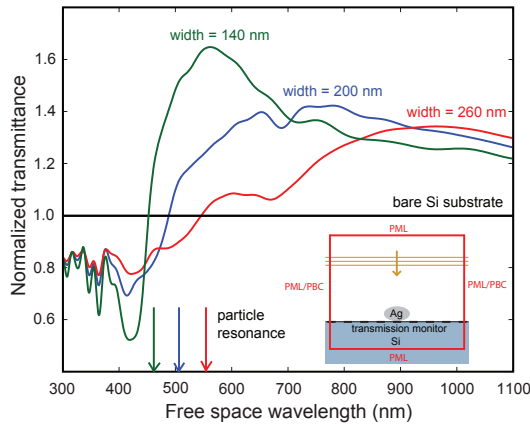 1.6
1.4
1.2
1.0
0.8
0.6
Normalized transmittance
width = 140 nm
width = 200 nm
width = 260 nm
bare Si substrate
particle
resonance
PML
PML/PBC
PML/PBC
Ag
transmission monitor
Si
PML
300 400 500 600 700 800 900 1000 1100
Free space wavelength (nm)